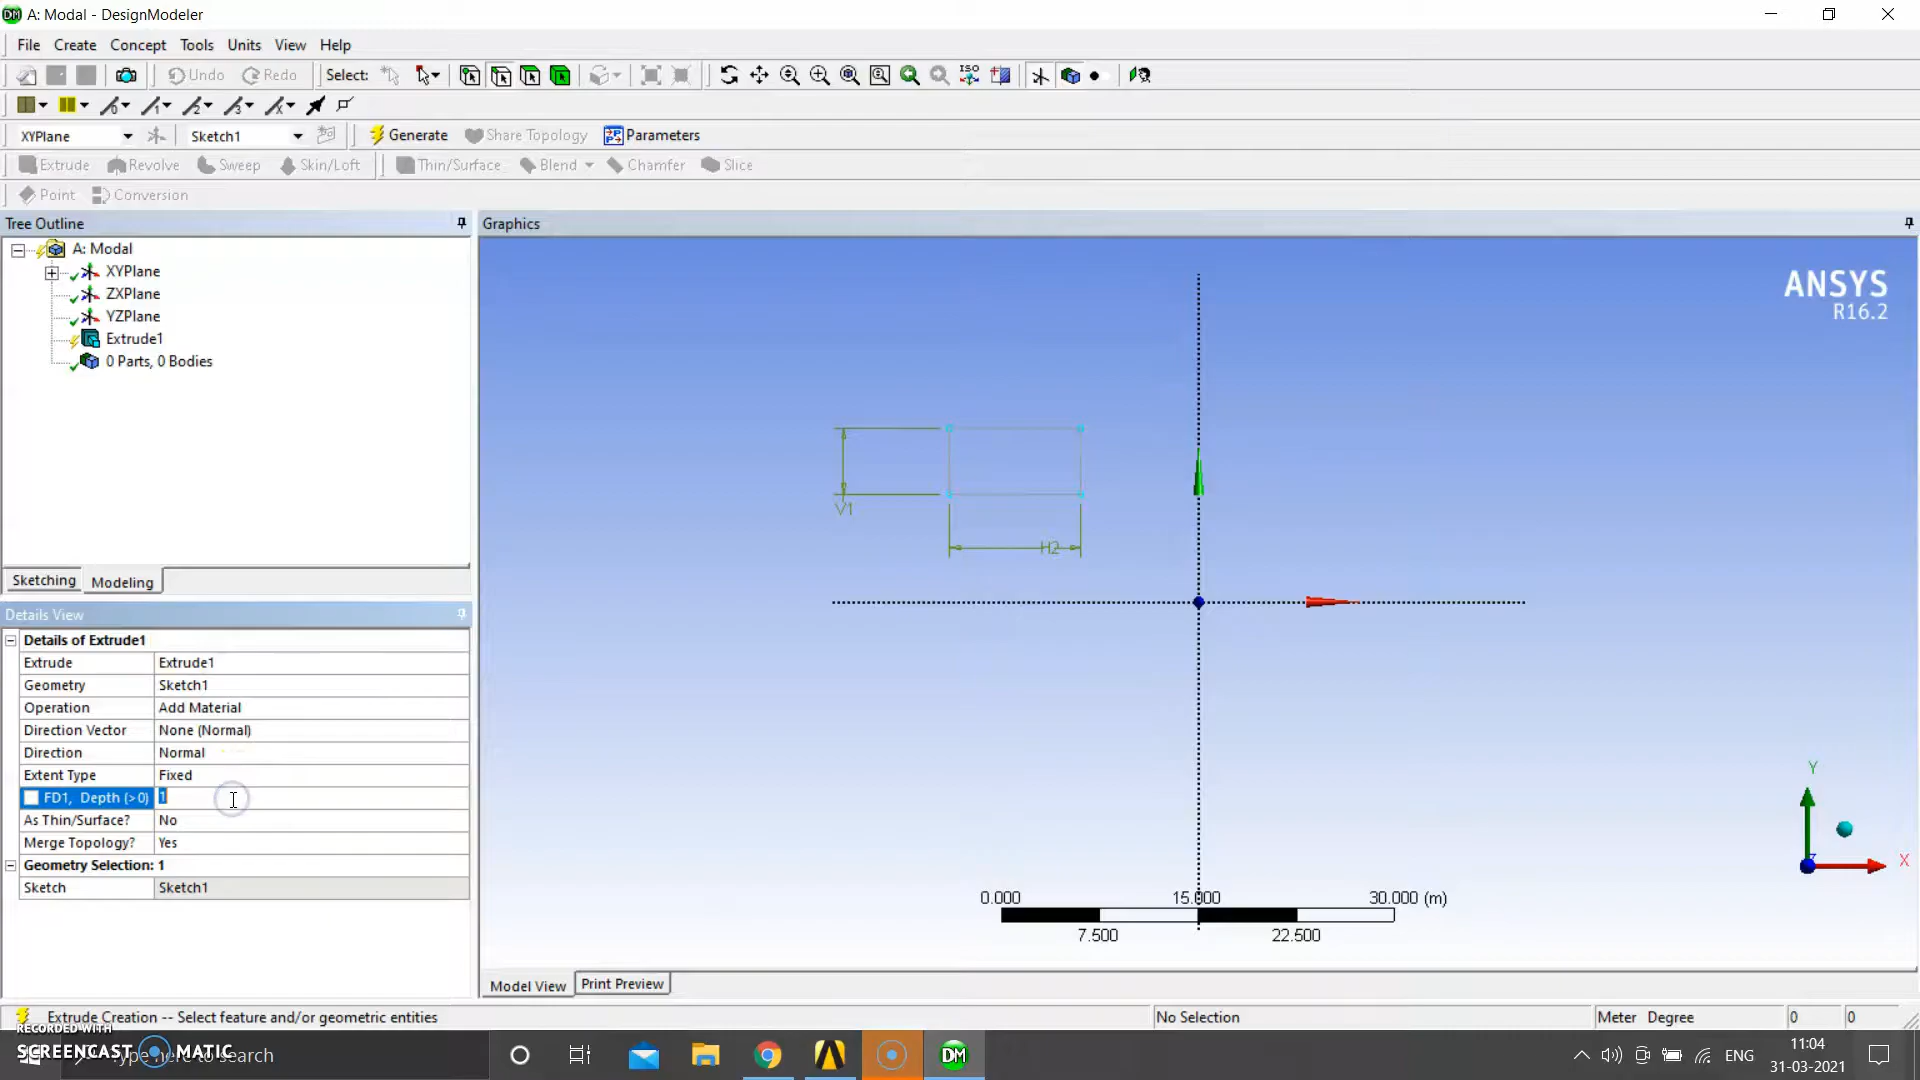 A: Modal - DesignModeler
File Create Concept Tools Units View Help
Undo Redo Select: ISO
XYPlane Sketch1 Generate Share Topology Parameters
Extrude Revolve Sweep Skin/Loft Thin/Surface Blend Chamfer Slice
Point Conversion
Tree Outline
A: Modal
XYPlane
ZXPlane
YZPlane
Extrude1
0 Parts, 0 Bodies
Sketching Modeling
Details View
Details of Extrude1
Extrude Extrude1
Geometry Sketch1
Operation Add Material
Direction Vector None (Normal)
Direction Normal
Extent Type Fixed
FD1, Depth (>0) 1
As Thin/Surface? No
Merge Topology? Yes
Geometry Selection: 1
Sketch Sketch1
Graphics
ANSYS
R16.2
V1
H2
Y
X
0.000 15.000 30.000 (m)
7.500 22.500
Model View Print Preview
Extrude Creation -- Select feature and/or geometric entities No Selection Meter Degree 0 0
RECORDED WITH
SCREENCAST MATIC
Type here to search
DM
ENG
11:04
31-03-2021